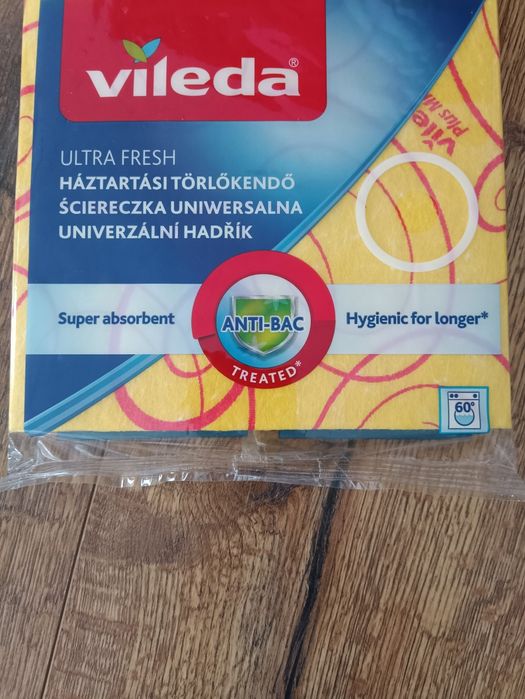 vileda®
ULTRA FRESH
HÁZTARTÁSI TÖRLŐKENDŐ
ŚCIERECZKA UNIWERSALNA
UNIVERZÁLNÍ HADŘÍK
Super absorbent
ANTI-BAC
TREATED*
Hygienic for longer*
60°